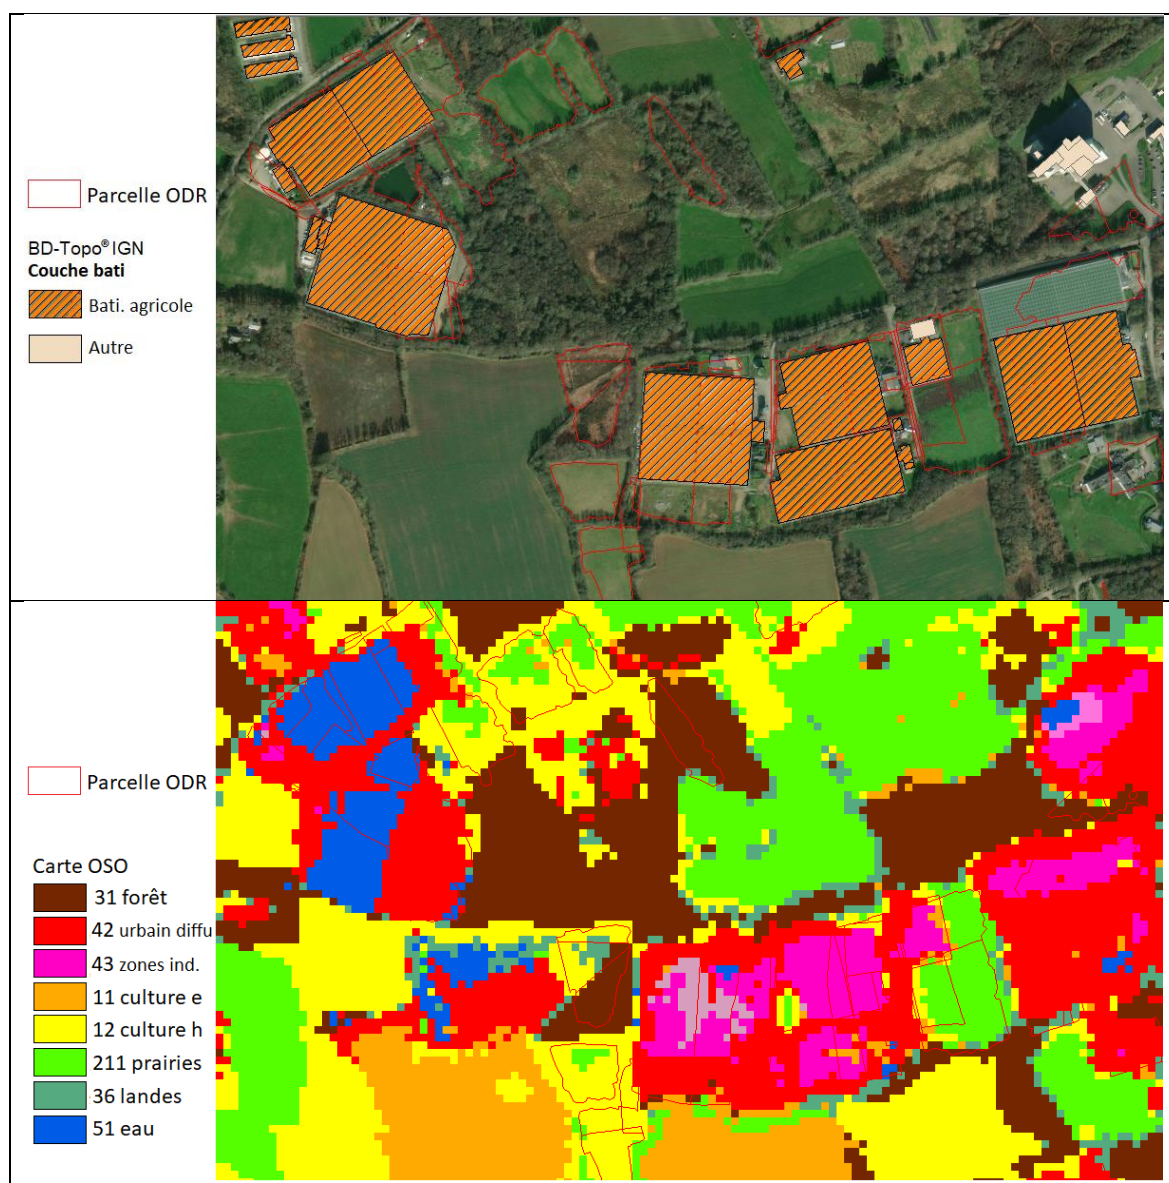 Parcelle ODR
BD-Topo® IGN
Couche bati
Bati. agricole
Autre
Parcelle ODR
Carte OSO
31 forêt
42 urbain diffu
43 zones ind.
11 culture e
12 culture h
211 prairies
36 landes
51 eau